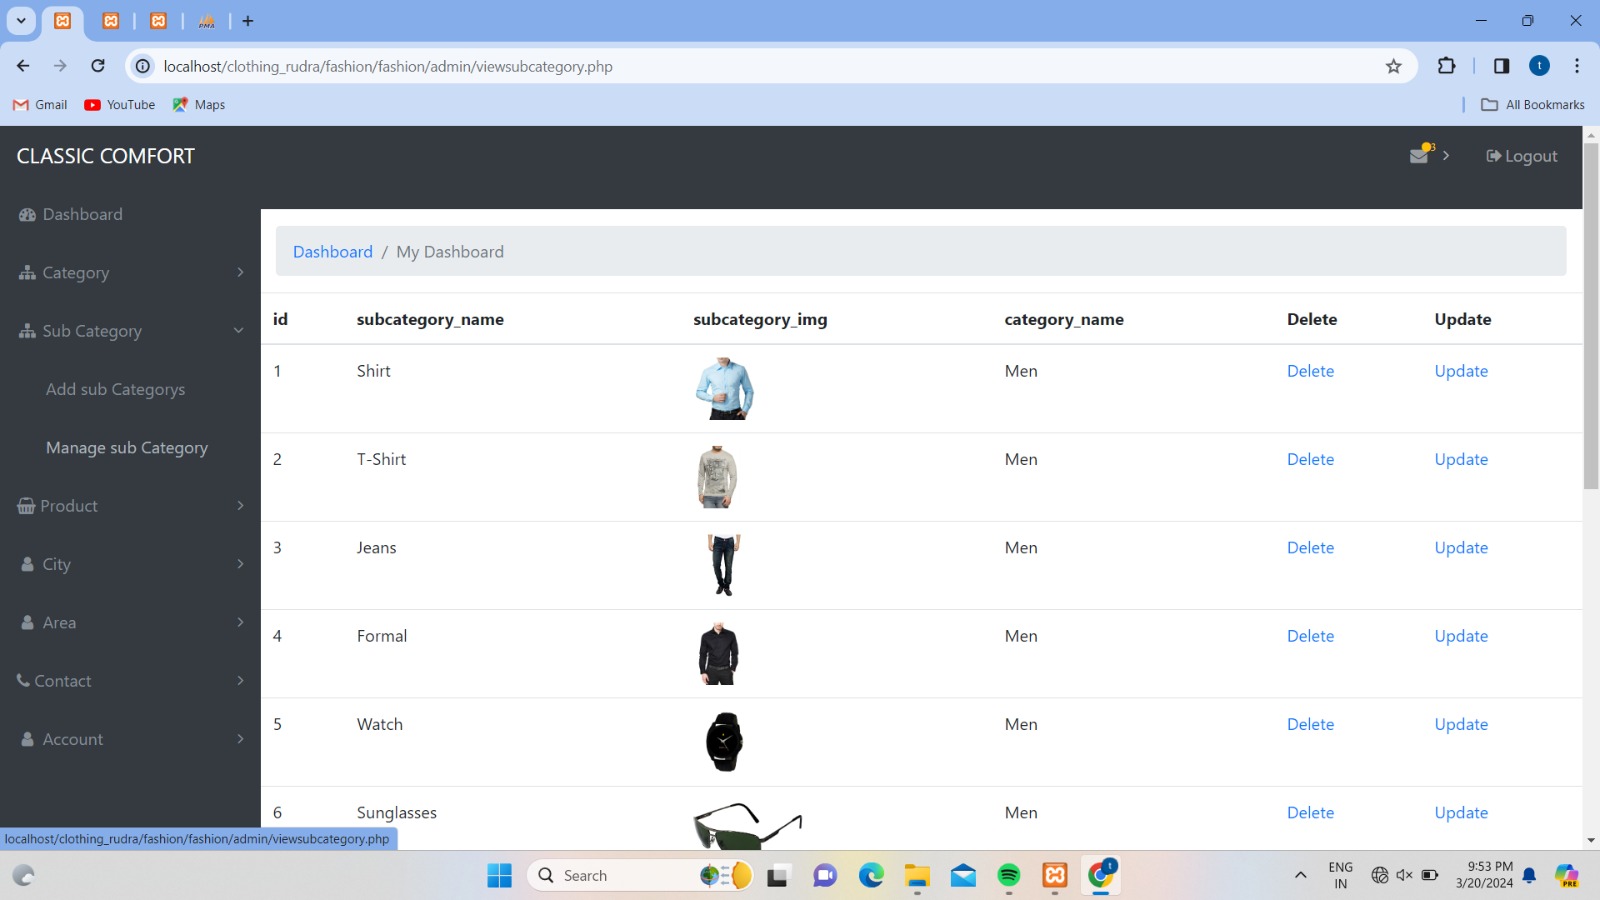 PMA
localhost/clothing_rudra/fashion/fashion/admin/viewsubcategory.php
t
Gmail YouTube Maps All Bookmarks
CLASSIC COMFORT 3 Logout
Dashboard
Dashboard / My Dashboard
Category
id subcategory_name subcategory_img category_name Delete Update
Sub Category
1 Shirt Men Delete Update
Add sub Categorys
Manage sub Category
2 T-Shirt Men Delete Update
Product
3 Jeans Men Delete Update
City
Area
4 Formal Men Delete Update
Contact
5 Watch Men Delete Update
Account
6 Sunglasses Men Delete Update
localhost/clothing_rudra/fashion/fashion/admin/viewsubcategory.php
Search
t
ENG
IN
9:53 PM
3/20/2024
PRE